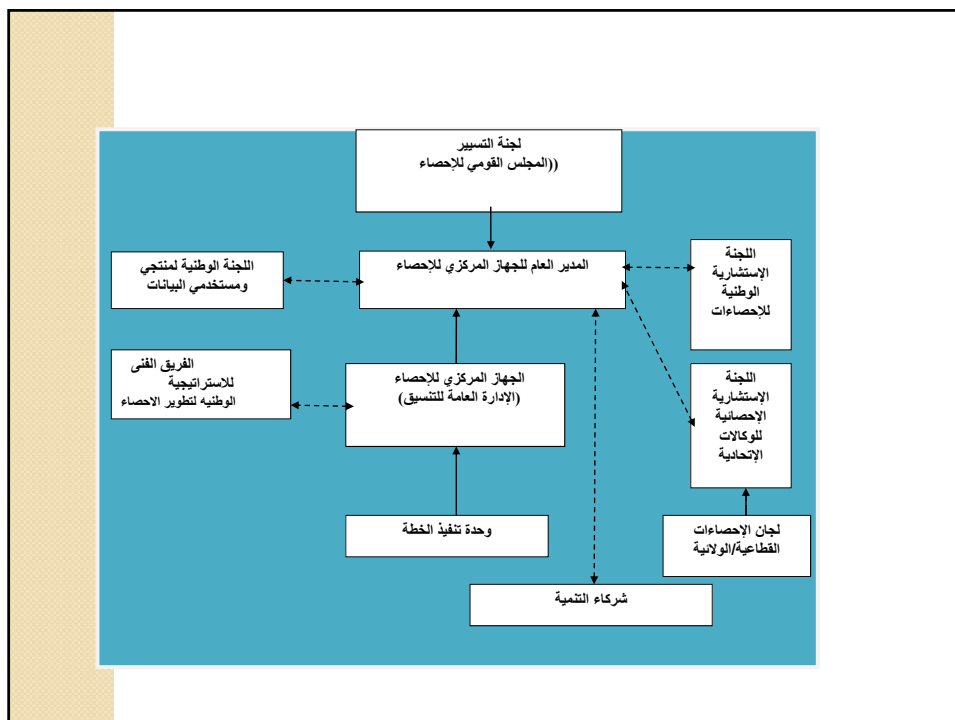 لجنة التسيير
((المجلس القومي للإحصاء
المدير العام للجهاز المركزي للإحصاء
اللجنة
الإستشارية
الوطنية
للإحصاءات
اللجنة الوطنية لمنتجي
ومستخدمي البيانات
الفريق الفنى
للاستراتيجية
الوطنيه لتطوير الاحصاء
الجهاز المركزي للإحصاء
(الإدارة العامة للتنسيق)
اللجنة
الإستشارية
الإحصائية
للوكالات
الإتحادية
وحدة تنفيذ الخطة
لجان الإحصاءات
القطاعية/الولائية
شركاء التنمية